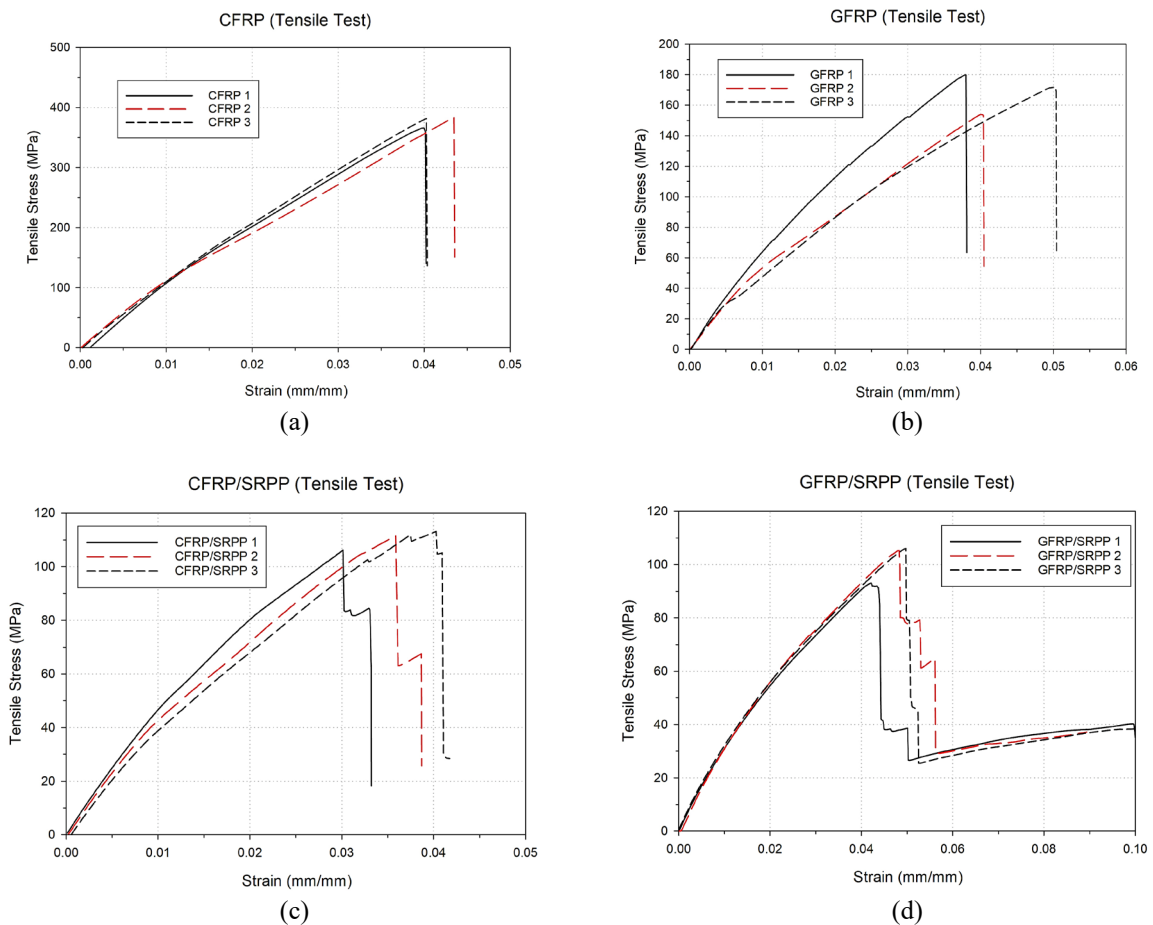 CFRP (Tensile Test)
500
400
300
200
100
0
Tensile Stress (MPa)
CFRP 1
CFRP 2
CFRP 3
0.00 0.01 0.02 0.03 0.04 0.05
Strain (mm/mm)
(a)
GFRP (Tensile Test)
200
180
160
140
120
100
80
60
40
20
0
Tensile Stress (MPa)
GFRP 1
GFRP 2
GFRP 3
0.00 0.01 0.02 0.03 0.04 0.05 0.06
Strain (mm/mm)
(b)
CFRP/SRPP (Tensile Test)
120
100
80
60
40
20
0
Tensile Stress (MPa)
CFRP/SRPP 1
CFRP/SRPP 2
CFRP/SRPP 3
0.00 0.01 0.02 0.03 0.04 0.05
Strain (mm/mm)
(c)
GFRP/SRPP (Tensile Test)
120
100
80
60
40
20
0
Tensile Stress (MPa)
GFRP/SRPP 1
GFRP/SRPP 2
GFRP/SRPP 3
0.00 0.02 0.04 0.06 0.08 0.10
Strain (mm/mm)
(d)